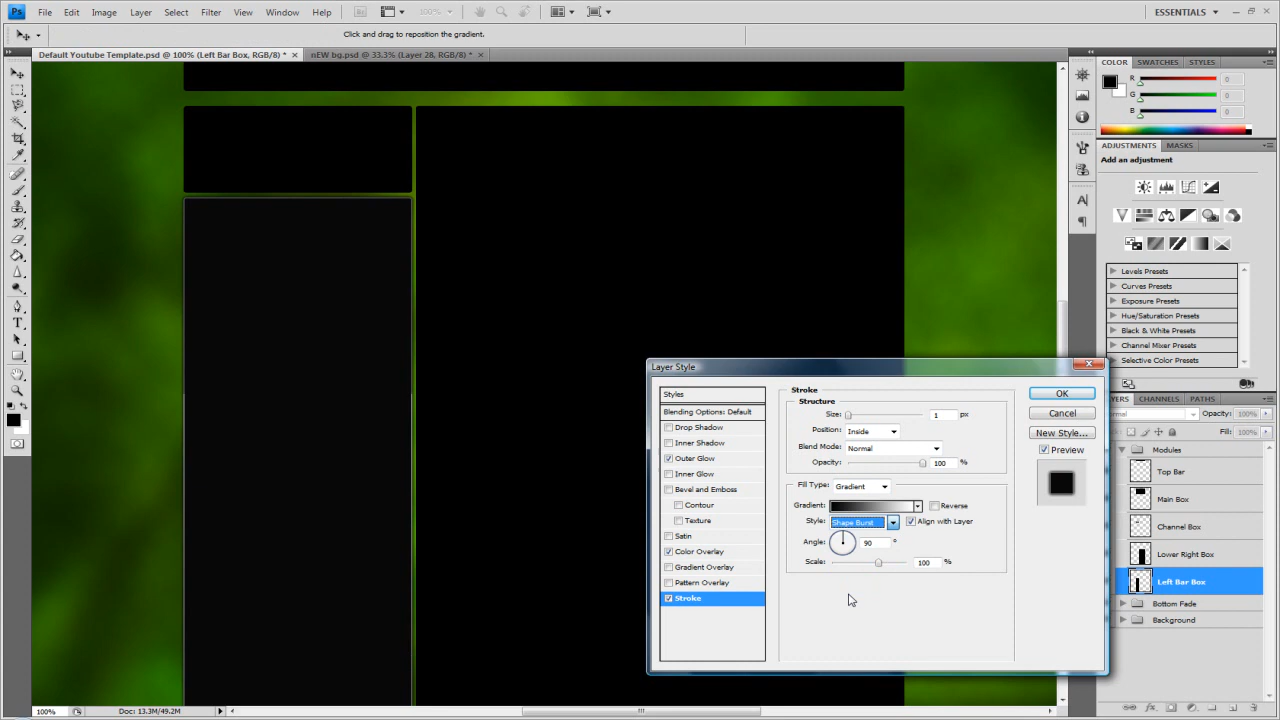 Ps File Edit Image Layer Select Filter View Window Help 100% ESSENTIALS
Click and drag to reposition the gradient.
Default Youtube Template.psd @ 100% (Left Bar Box, RGB/8) * × nEW bg.psd @ 33.3% (Layer 28, RGB/8) * ×
COLOR SWATCHES STYLES
R 0
G 0
B 0
ADJUSTMENTS MASKS
Add an adjustment
Levels Presets
Curves Presets
Exposure Presets
Hue/Saturation Presets
Black & White Presets
Channel Mixer Presets
Selective Color Presets
YERS CHANNELS PATHS
Opacity: 100%
Fill: 100%
Modules
Top Bar
Main Box
Channel Box
Lower Right Box
Left Bar Box
Bottom Fade
Background
Layer Style
Styles
Blending Options: Default
Drop Shadow
Inner Shadow
Outer Glow
Inner Glow
Bevel and Emboss
Contour
Texture
Satin
Color Overlay
Gradient Overlay
Pattern Overlay
Stroke
Stroke
Structure
Size: 1 px
Position: Inside
Blend Mode: Normal
Opacity: 100 %
Fill Type: Gradient
Gradient: Reverse
Style: Shape Burst Align with Layer
Angle: 90 °
Scale: 100 %
OK
Cancel
New Style...
Preview
100% Doc: 13.3M/49.2M